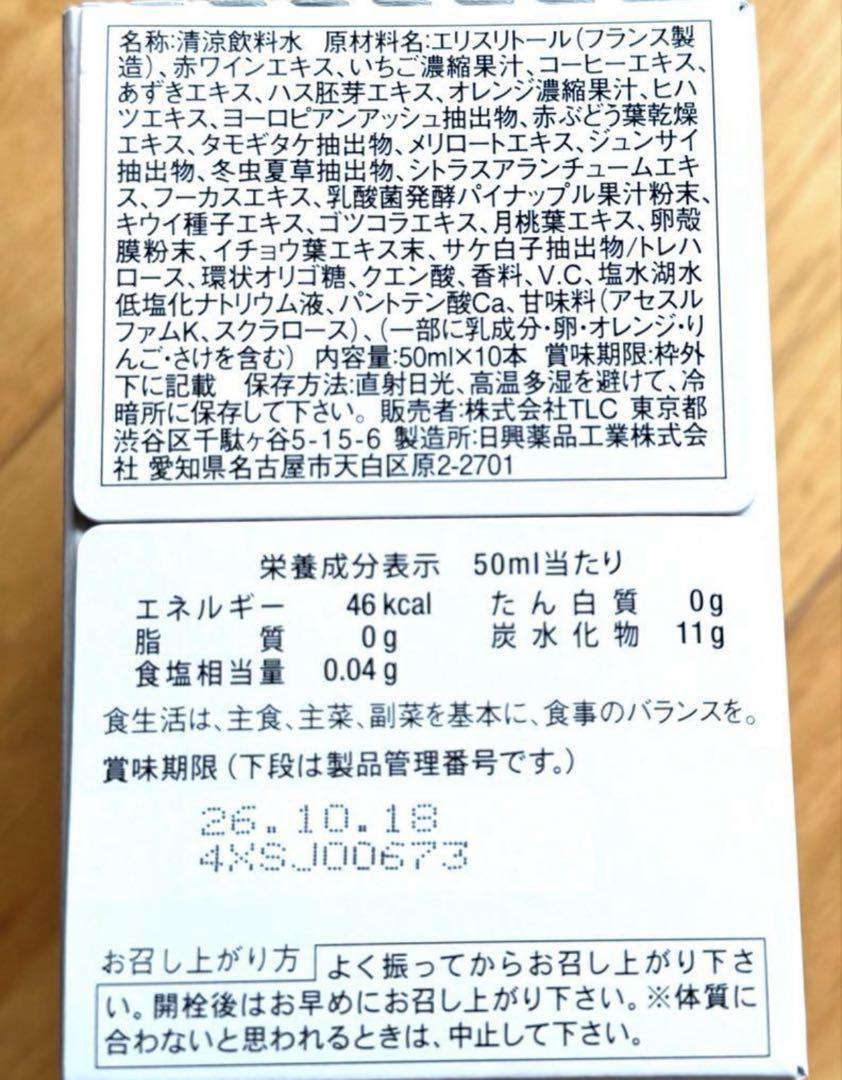 名称:清涼飲料水　原材料名:エリスリトール(フランス製
造)、赤ワインエキス、いちご濃縮果汁、コーヒーエキス、
あずきエキス、ハス胚芽エキス、オレンジ濃縮果汁、ヒハ
ツエキス、ヨーロピアンアッシュ抽出物、赤ぶどう葉乾燥
エキス、タモギタケ抽出物、メリロートエキス、ジュンサイ
抽出物、冬虫夏草抽出物、シトラスアランチュームエキ
ス、フーカスエキス、乳酸菌発酵パイナップル果汁粉末、
キウイ種子エキス、ゴツコラエキス、月桃葉エキス、卵殻
膜粉末、イチョウ葉エキス末、サケ白子抽出物/トレハ
ロース、環状オリゴ糖、クエン酸、香料、V.C、塩水湖水
低塩化ナトリウム液、パントテン酸Ca、甘味料(アセスル
ファムK、スクラロース)、(一部に乳成分・卵・オレンジ・り
んご・さけを含む)　内容量:50ml×10本　賞味期限:枠外
下に記載　保存方法:直射日光、高温多湿を避けて、冷
暗所に保存して下さい。販売者:株式会社TLC 東京都
渋谷区千駄ヶ谷5-15-6 製造所:日興薬品工業株式会
社 愛知県名古屋市天白区原2-2701
栄養成分表示　50ml当たり
エネルギー 46kcal たん白質 0g
脂質 0g 炭水化物 11g
食塩相当量 0.04g
食生活は、主食、主菜、副菜を基本に、食事のバランスを。
賞味期限(下段は製品管理番号です。)
26.10.18
4XSJ00673
お召し上がり方 よく振ってからお召し上がり下さ
い。開栓後はお早めにお召し上がり下さい。※体質に
合わないと思われるときは、中止して下さい。